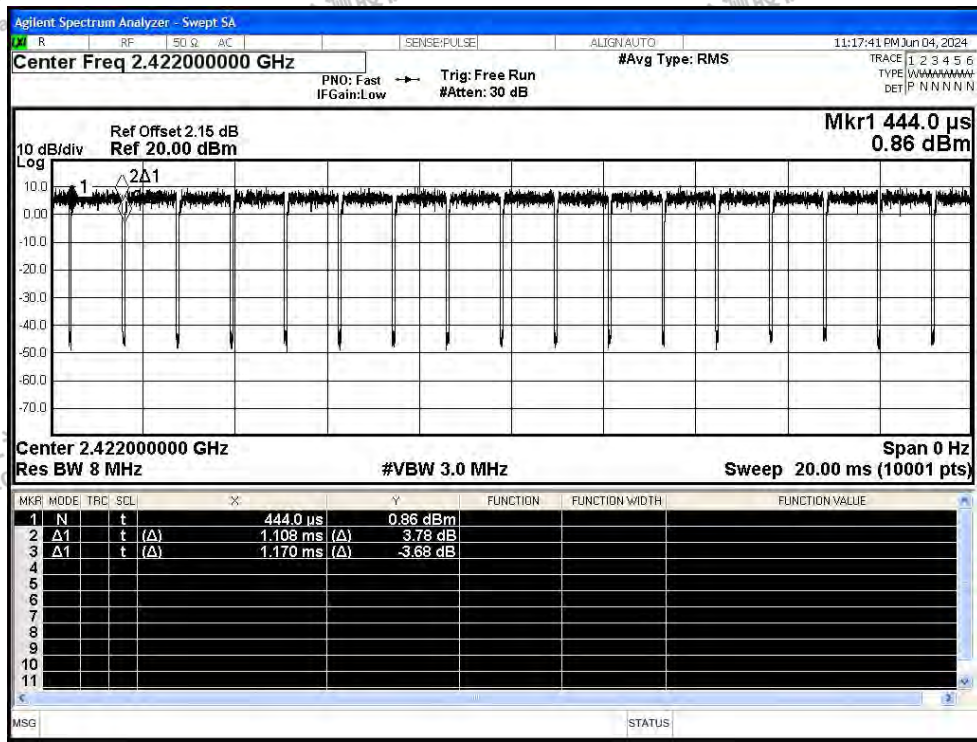 Agilent Spectrum Analyzer - Swept SA
LXI R RF 50 Ω AC SENSE:PULSE ALIGN AUTO 11:17:41 PM Jun 04, 2024
Center Freq 2.422000000 GHz
PNO: Fast
IFGain:Low
Trig: Free Run
#Atten: 30 dB
#Avg Type: RMS
TRACE 1 2 3 4 5 6
TYPE WWWWWW
DET P N N N N N
Mkr1 444.0 µs
0.86 dBm
Ref Offset 2.15 dB
10 dB/div Ref 20.00 dBm
Log
10.0
0.00
-10.0
-20.0
-30.0
-40.0
-50.0
-60.0
-70.0
1
2Δ1
Center 2.422000000 GHz Span 0 Hz
Res BW 8 MHz #VBW 3.0 MHz Sweep 20.00 ms (10001 pts)
MKR MODE TRC SCL X Y FUNCTION FUNCTION WIDTH FUNCTION VALUE
1 N t 444.0 µs 0.86 dBm
2 Δ1 t (Δ) 1.108 ms (Δ) 3.78 dB
3 Δ1 t (Δ) 1.170 ms (Δ) -3.68 dB
4
5
6
7
8
9
10
11
MSG STATUS